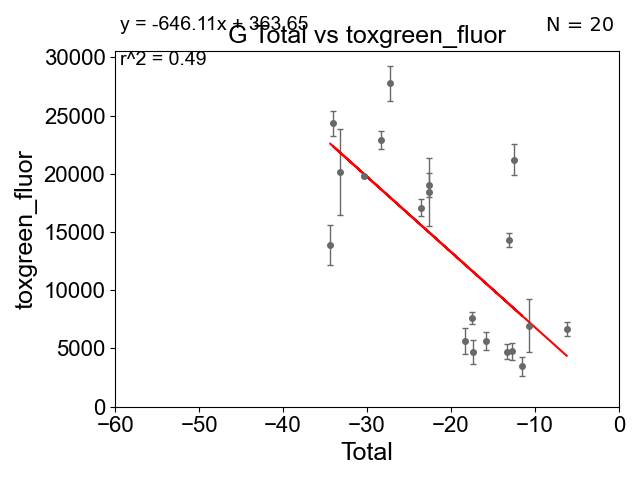 y = -646.11x + 363.65
N = 20
G Total vs toxgreen_fluor
r^2 = 0.49
30000
25000
20000
15000
10000
5000
0
toxgreen_fluor
−60
−50
−40
−30
−20
−10
0
Total